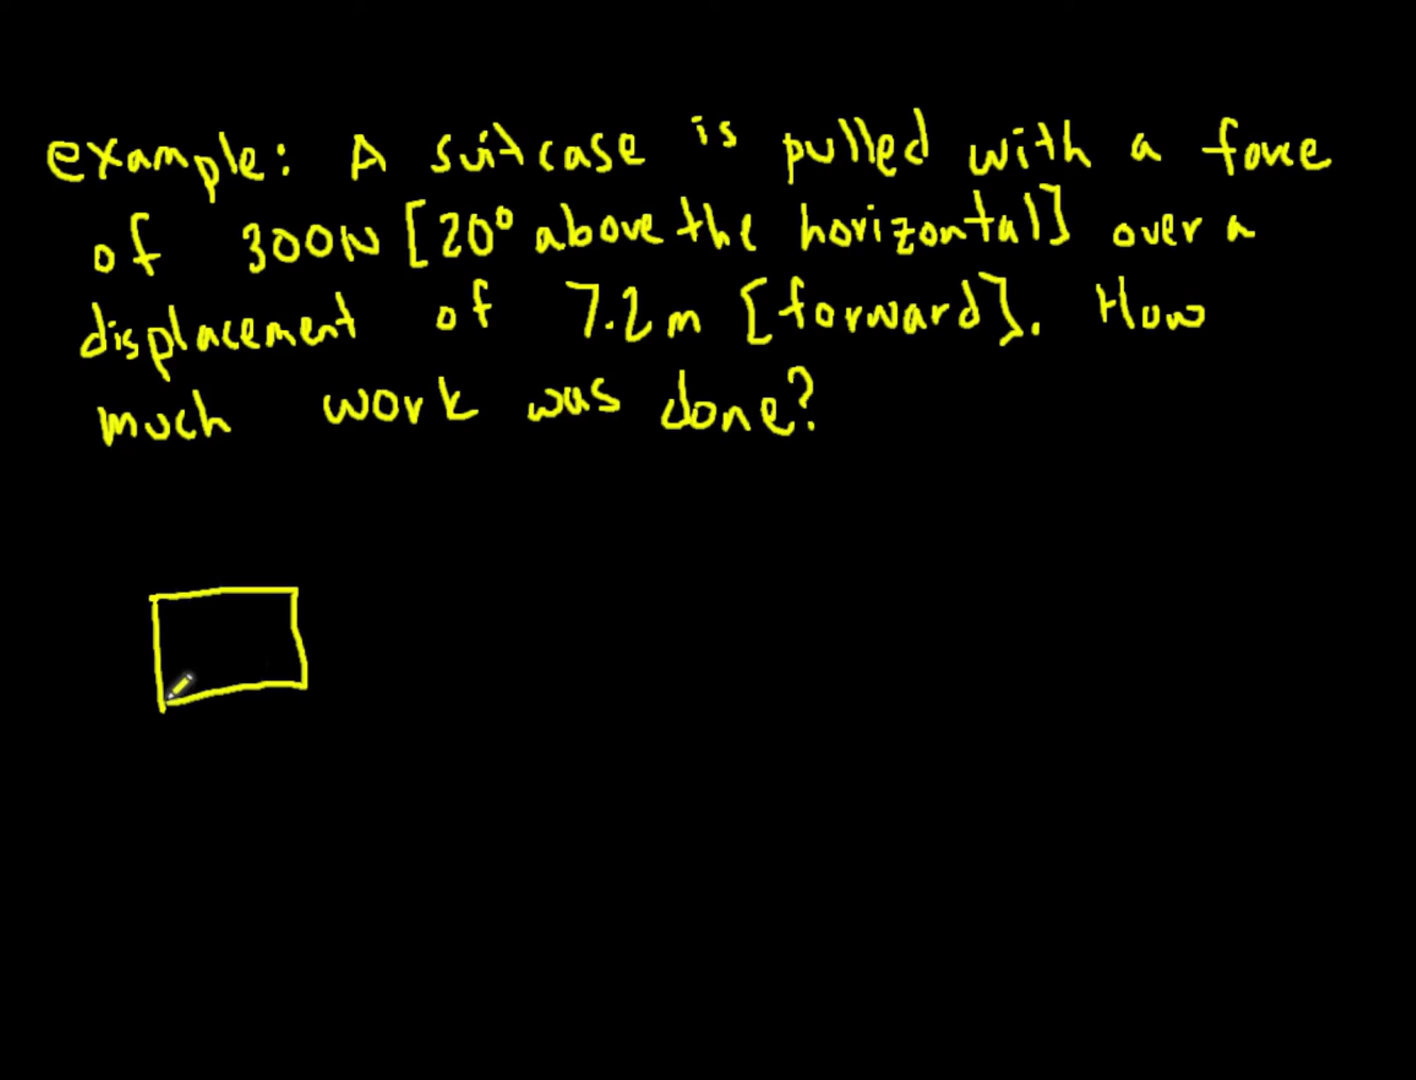 example: A suitcase is pulled with a force
of 300N [20° above the horizontal] over a
displacement of 7.2m [forward]. How
much work was done?